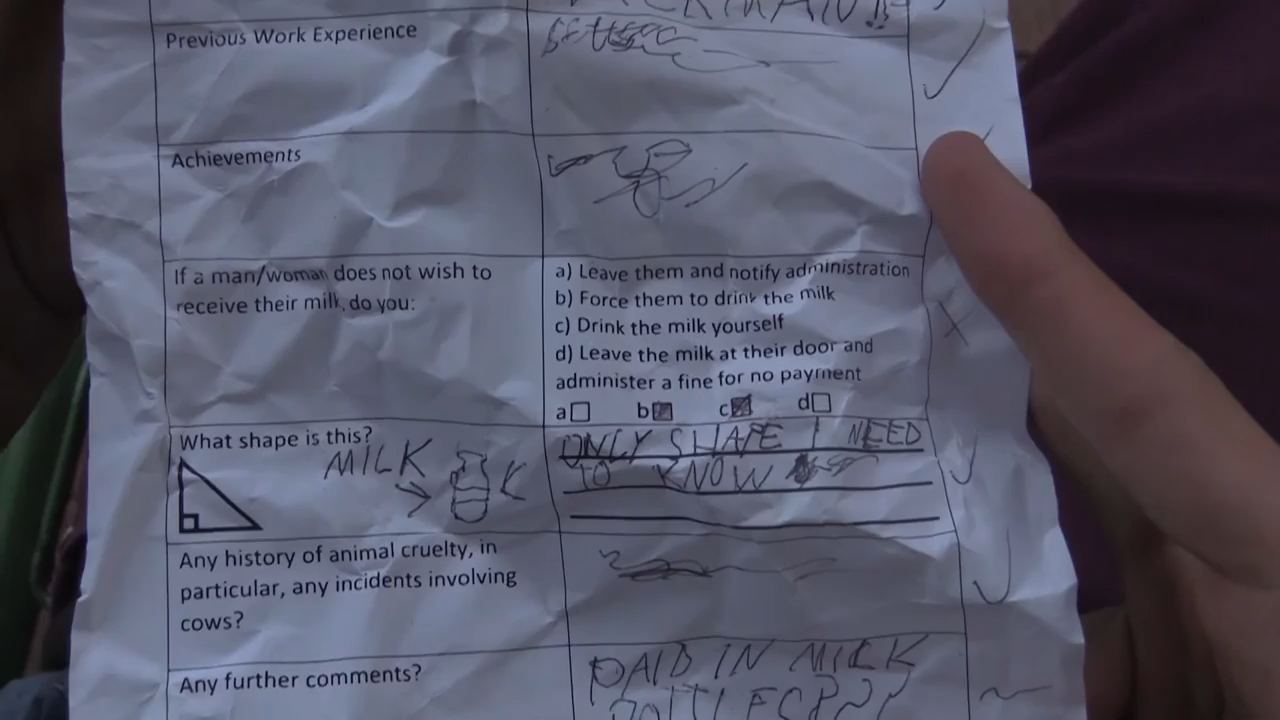 Previous Work Experience
Achievements
If a man/woman does not wish to
receive their milk, do you:
a) Leave them and notify administration
b) Force them to drink the milk
c) Drink the milk yourself
d) Leave the milk at their door and
administer a fine for no payment
a b c d
What shape is this?
MILK
K
ONLY SHAPE I NEED
TO KNOW
Any history of animal cruelty, in
particular, any incidents involving
cows?
Any further comments?
PAID IN MILK